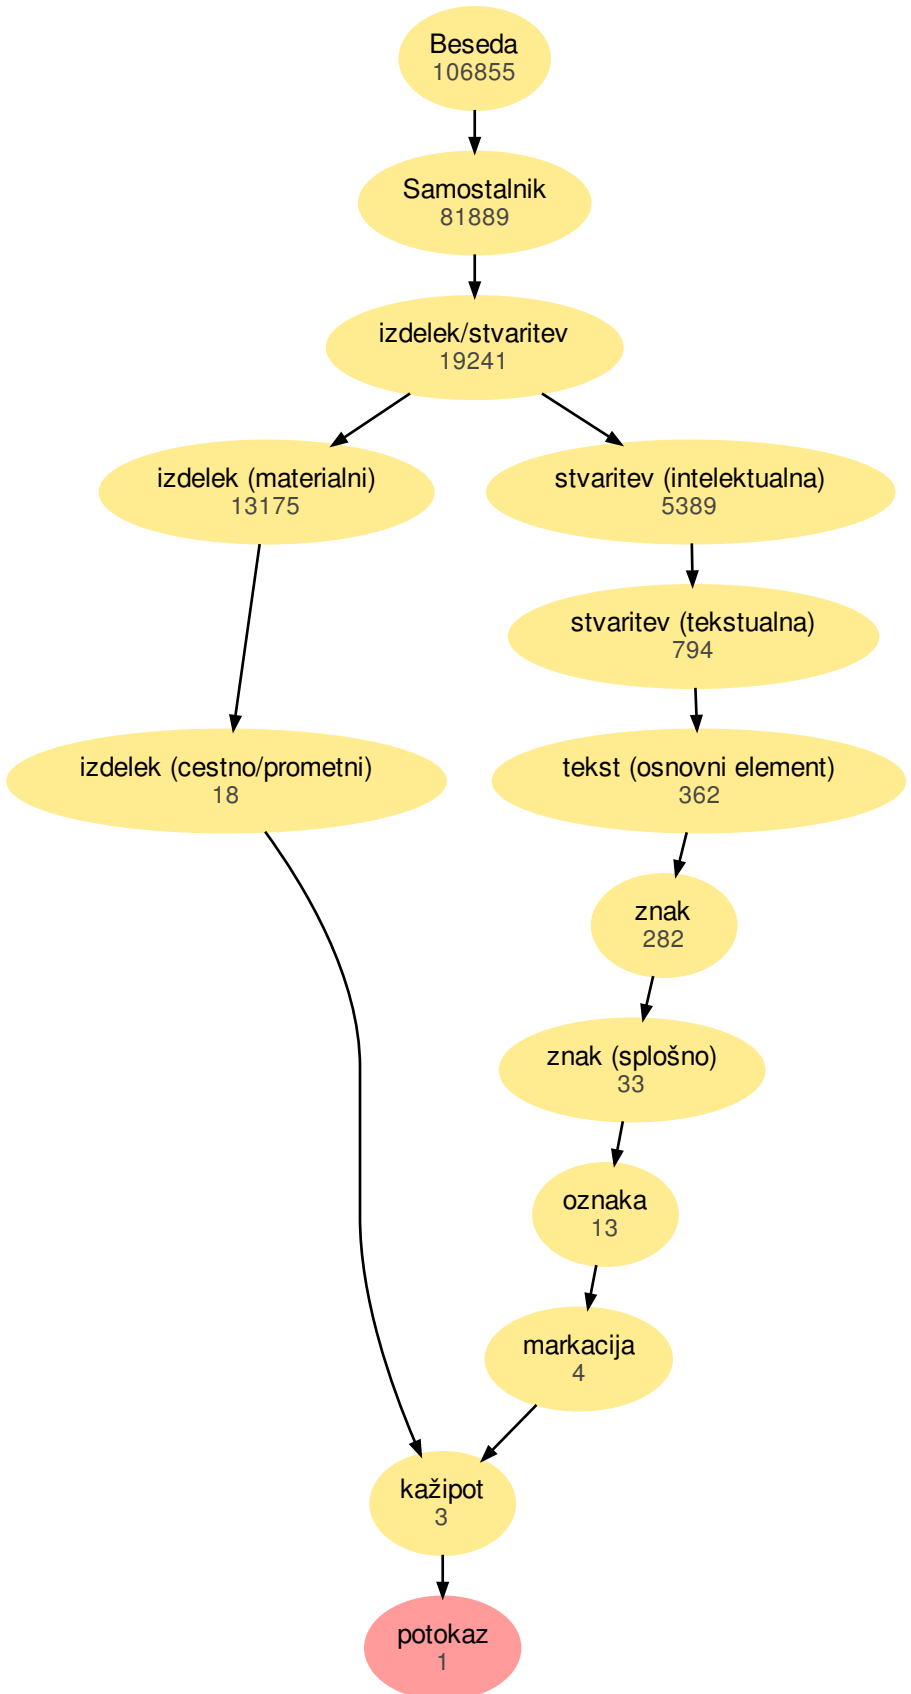 Beseda
106855
Samostalnik
81889
izdelek/stvaritev
19241
izdelek (materialni)
13175
stvaritev (intelektualna)
5389
stvaritev (tekstualna)
794
izdelek (cestno/prometni)
18
tekst (osnovni element)
362
znak
282
znak (splošno)
33
oznaka
13
markacija
4
kažipot
3
potokaz
1